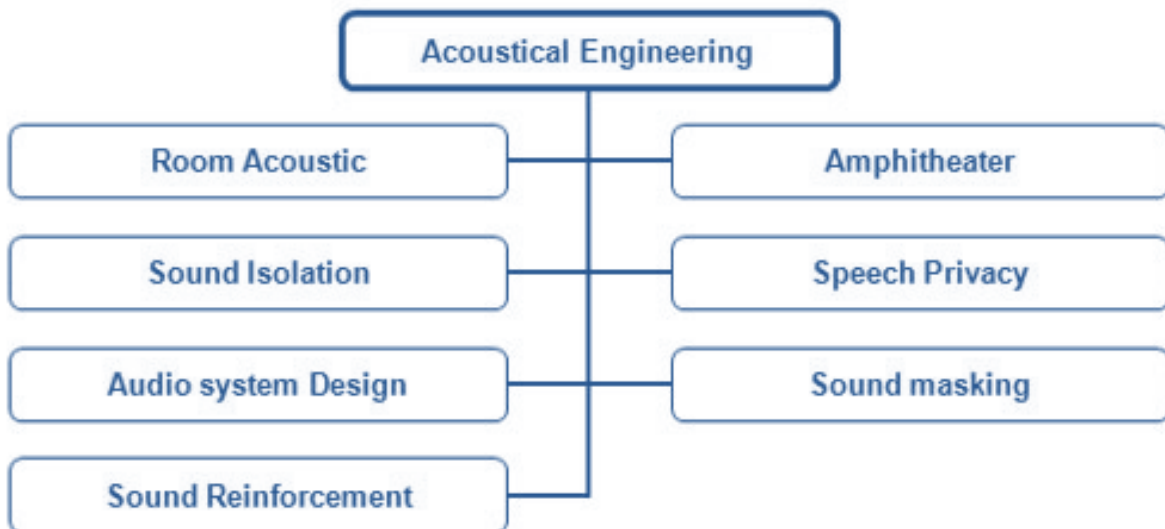 Acoustical Engineering
Room Acoustic
Amphitheater
Sound Isolation
Speech Privacy
Audio system Design
Sound masking
Sound Reinforcement